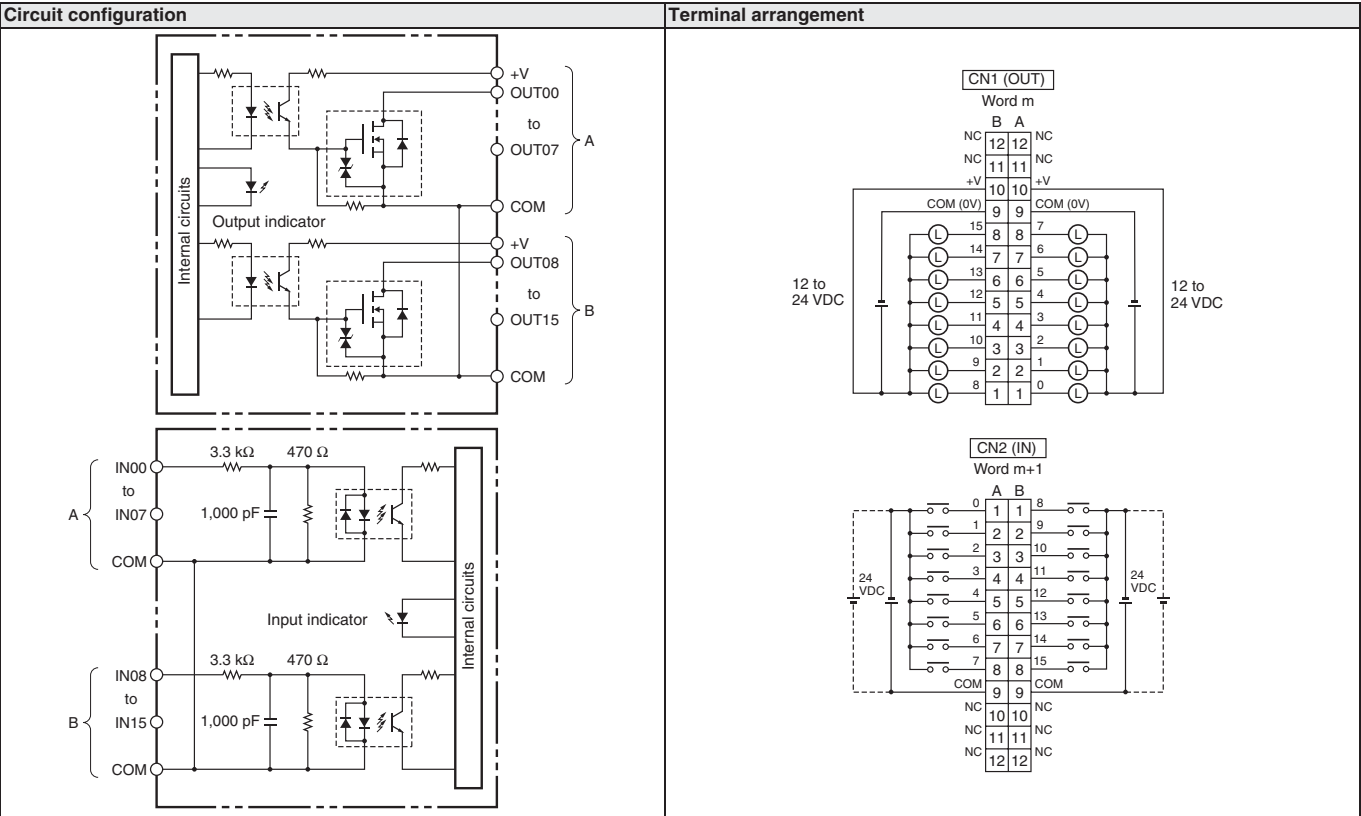 Circuit configuration
Terminal arrangement
+V
OUT00
to
OUT07
A
COM
Internal circuits
Output indicator
+V
OUT08
to
OUT15
B
COM
3.3 kΩ 470 Ω
IN00
to
A
IN07
1,000 pF
COM
Input indicator
Internal circuits
3.3 kΩ 470 Ω
IN08
to
B
IN15
1,000 pF
COM
CN1 (OUT)
Word m
B A
NC 12 12 NC
NC 11 11 NC
+V 10 10 +V
COM (0V) 9 9 COM (0V)
L 15 8 8 7 L
L 14 7 7 6 L
L 13 6 6 5 L
L 12 5 5 4 L
L 11 4 4 3 L
L 10 3 3 2 L
L 9 2 2 1 L
L 8 1 1 0 L
12 to
24 VDC
12 to
24 VDC
CN2 (IN)
Word m+1
A B
0 1 1 8
1 2 2 9
2 3 3 10
3 4 4 11
4 5 5 12
5 6 6 13
6 7 7 14
7 8 8 15
COM 9 9 COM
NC 10 10 NC
NC 11 11 NC
NC 12 12 NC
24
VDC
24
VDC